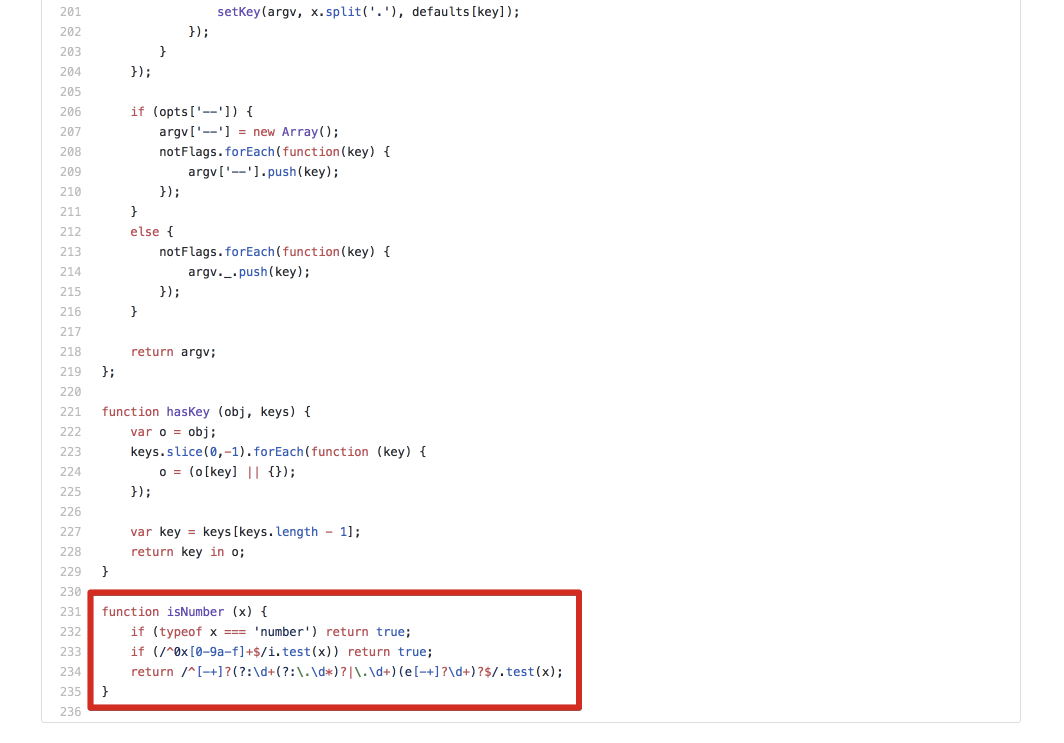 201                 setKey(argv, x.split('.'), defaults[key]);
202             });
203         }
204     });
205
206     if (opts['--']) {
207         argv['--'] = new Array();
208         notFlags.forEach(function(key) {
209             argv['--'].push(key);
210         });
211     }
212     else {
213         notFlags.forEach(function(key) {
214             argv._.push(key);
215         });
216     }
217
218     return argv;
219 };
220
221 function hasKey (obj, keys) {
222     var o = obj;
223     keys.slice(0,-1).forEach(function (key) {
224         o = (o[key] || {});
225     });
226
227     var key = keys[keys.length - 1];
228     return key in o;
229 }
230
231 function isNumber (x) {
232     if (typeof x === 'number') return true;
233     if (/^0x[0-9a-f]+$/i.test(x)) return true;
234     return /^[-+]?(?:\d+(?:\.\d*)?|\.\d+)(e[-+]?\d+)?$/.test(x);
235 }
236